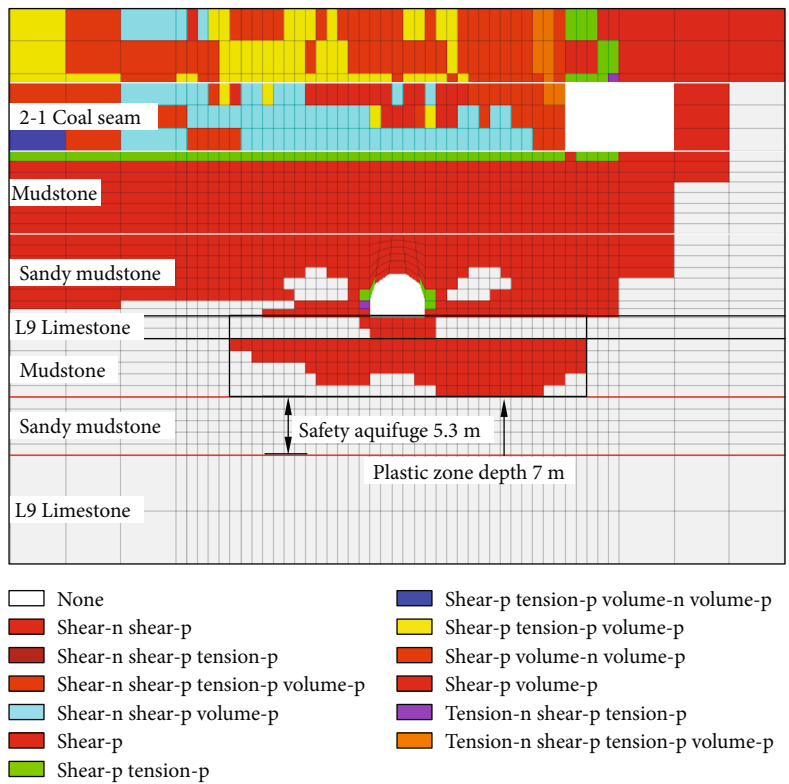 2-1 Coal seam
Mudstone
Sandy mudstone
L9 Limestone
Mudstone
Sandy mudstone
Safety aquifuge 5.3 m
Plastic zone depth 7 m
L9 Limestone
None
Shear-n shear-p
Shear-n shear-p tension-p
Shear-n shear-p tension-p volume-p
Shear-n shear-p volume-p
Shear-p
Shear-p tension-p
Shear-p tension-p volume-n volume-p
Shear-p tension-p volume-p
Shear-p volume-n volume-p
Shear-p volume-p
Tension-n shear-p tension-p
Tension-n shear-p tension-p volume-p